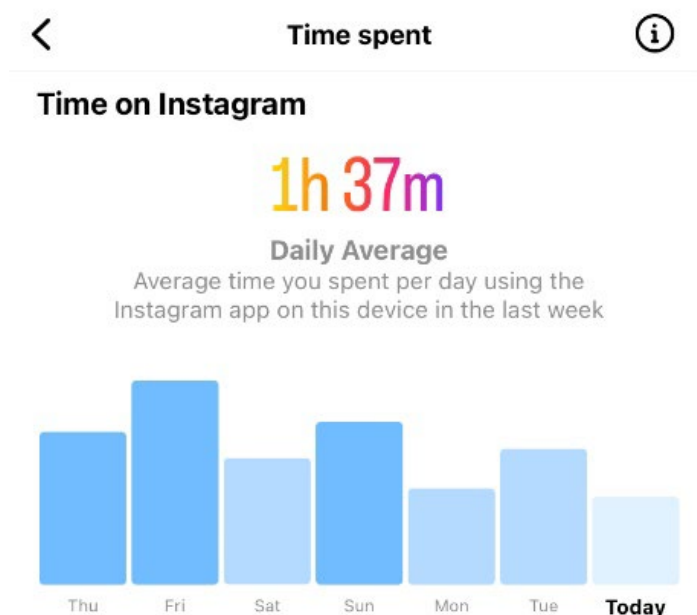 Time spent
Time on Instagram
1h 37m
Daily Average
Average time you spent per day using the
Instagram app on this device in the last week
Thu Fri Sat Sun Mon Tue Today